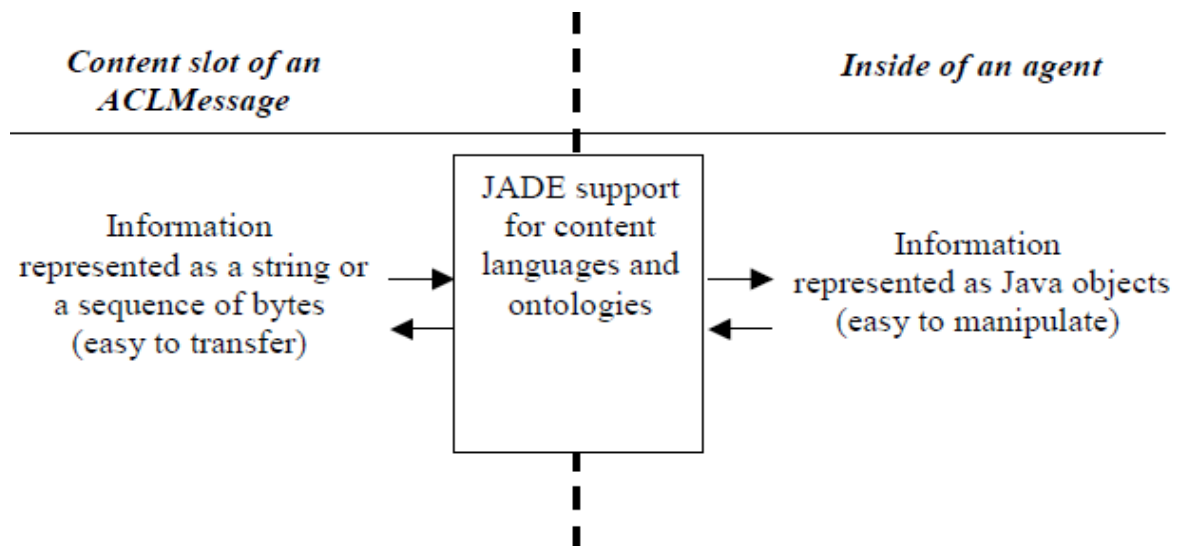 Content slot of an
ACLMessage
Inside of an agent
Information
represented as a string or
a sequence of bytes
(easy to transfer)
JADE support
for content
languages and
ontologies
Information
represented as Java objects
(easy to manipulate)